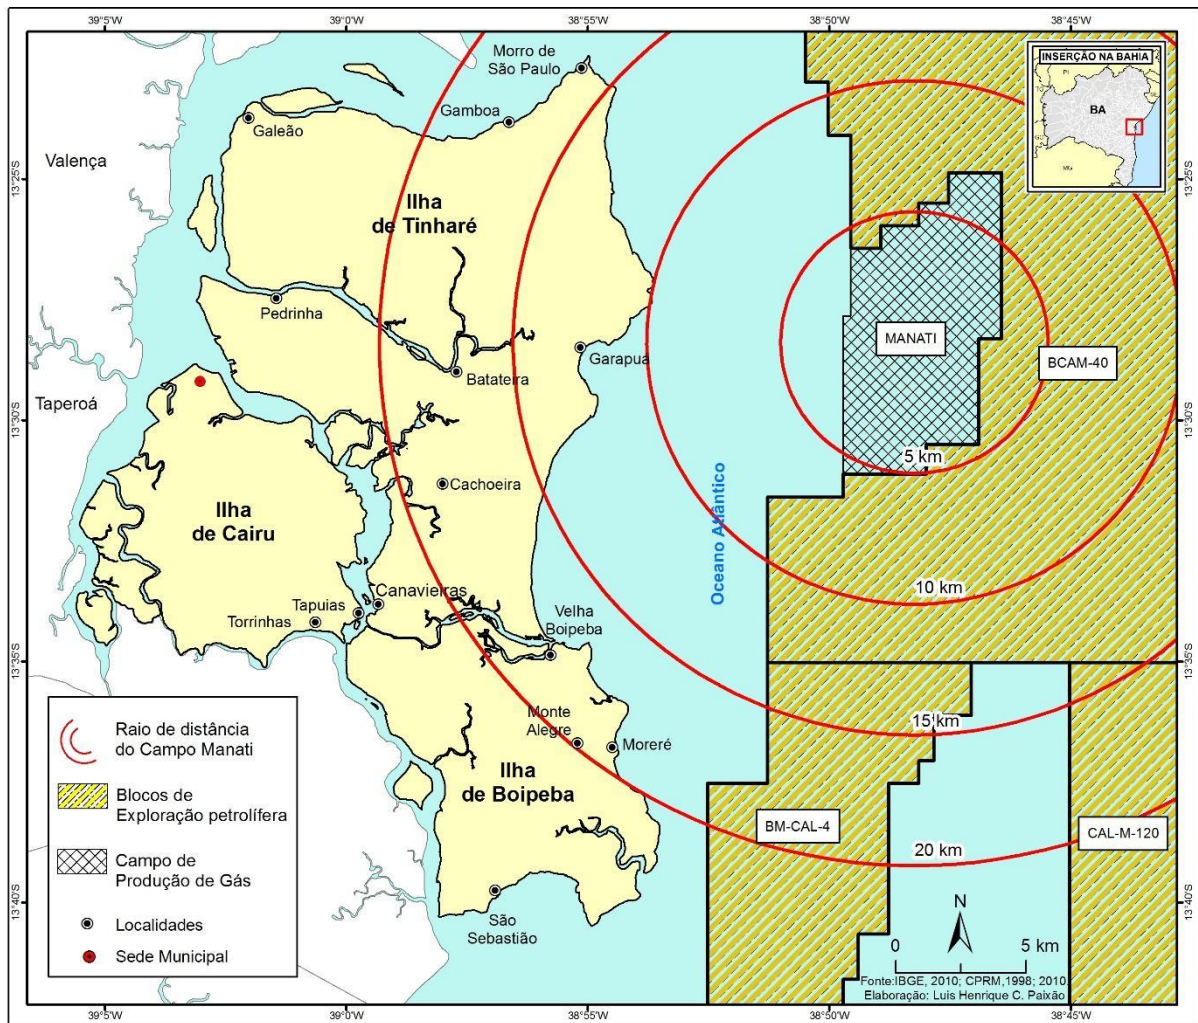 39°5'W
39°0'W
38°55'W
38°50'W
38°45'W
Morro de
São Paulo
Gamboa
Galeão
Valença
INSERÇÃO NA BAHIA
BA
MG
13°25'S
13°25'S
Ilha
de Tinharé
Pedrinha
MANATI
Garapuá
BCAM-40
Batateira
Taperoá
13°30'S
13°30'S
5 km
Cachoeira
Ilha
de Cairu
Oceano Atlântico
10 km
Canavieiras
Tapuias
Torrinhas
Velha
Boipeba
13°35'S
13°35'S
Monte
Alegre
Moreré
15 km
Raio de distância
do Campo Manati
Ilha
de Boipeba
Blocos de
Exploração petrolífera
BM-CAL-4
CAL-M-120
20 km
Campo de
Produção de Gás
13°40'S
13°40'S
São
Sebastião
Localidades
Sede Municipal
N
0
5 km
Fonte:IBGE, 2010; CPRM,1998; 2010.
Elaboração: Luis Henrique C. Paixão
39°5'W
39°0'W
38°55'W
38°50'W
38°45'W